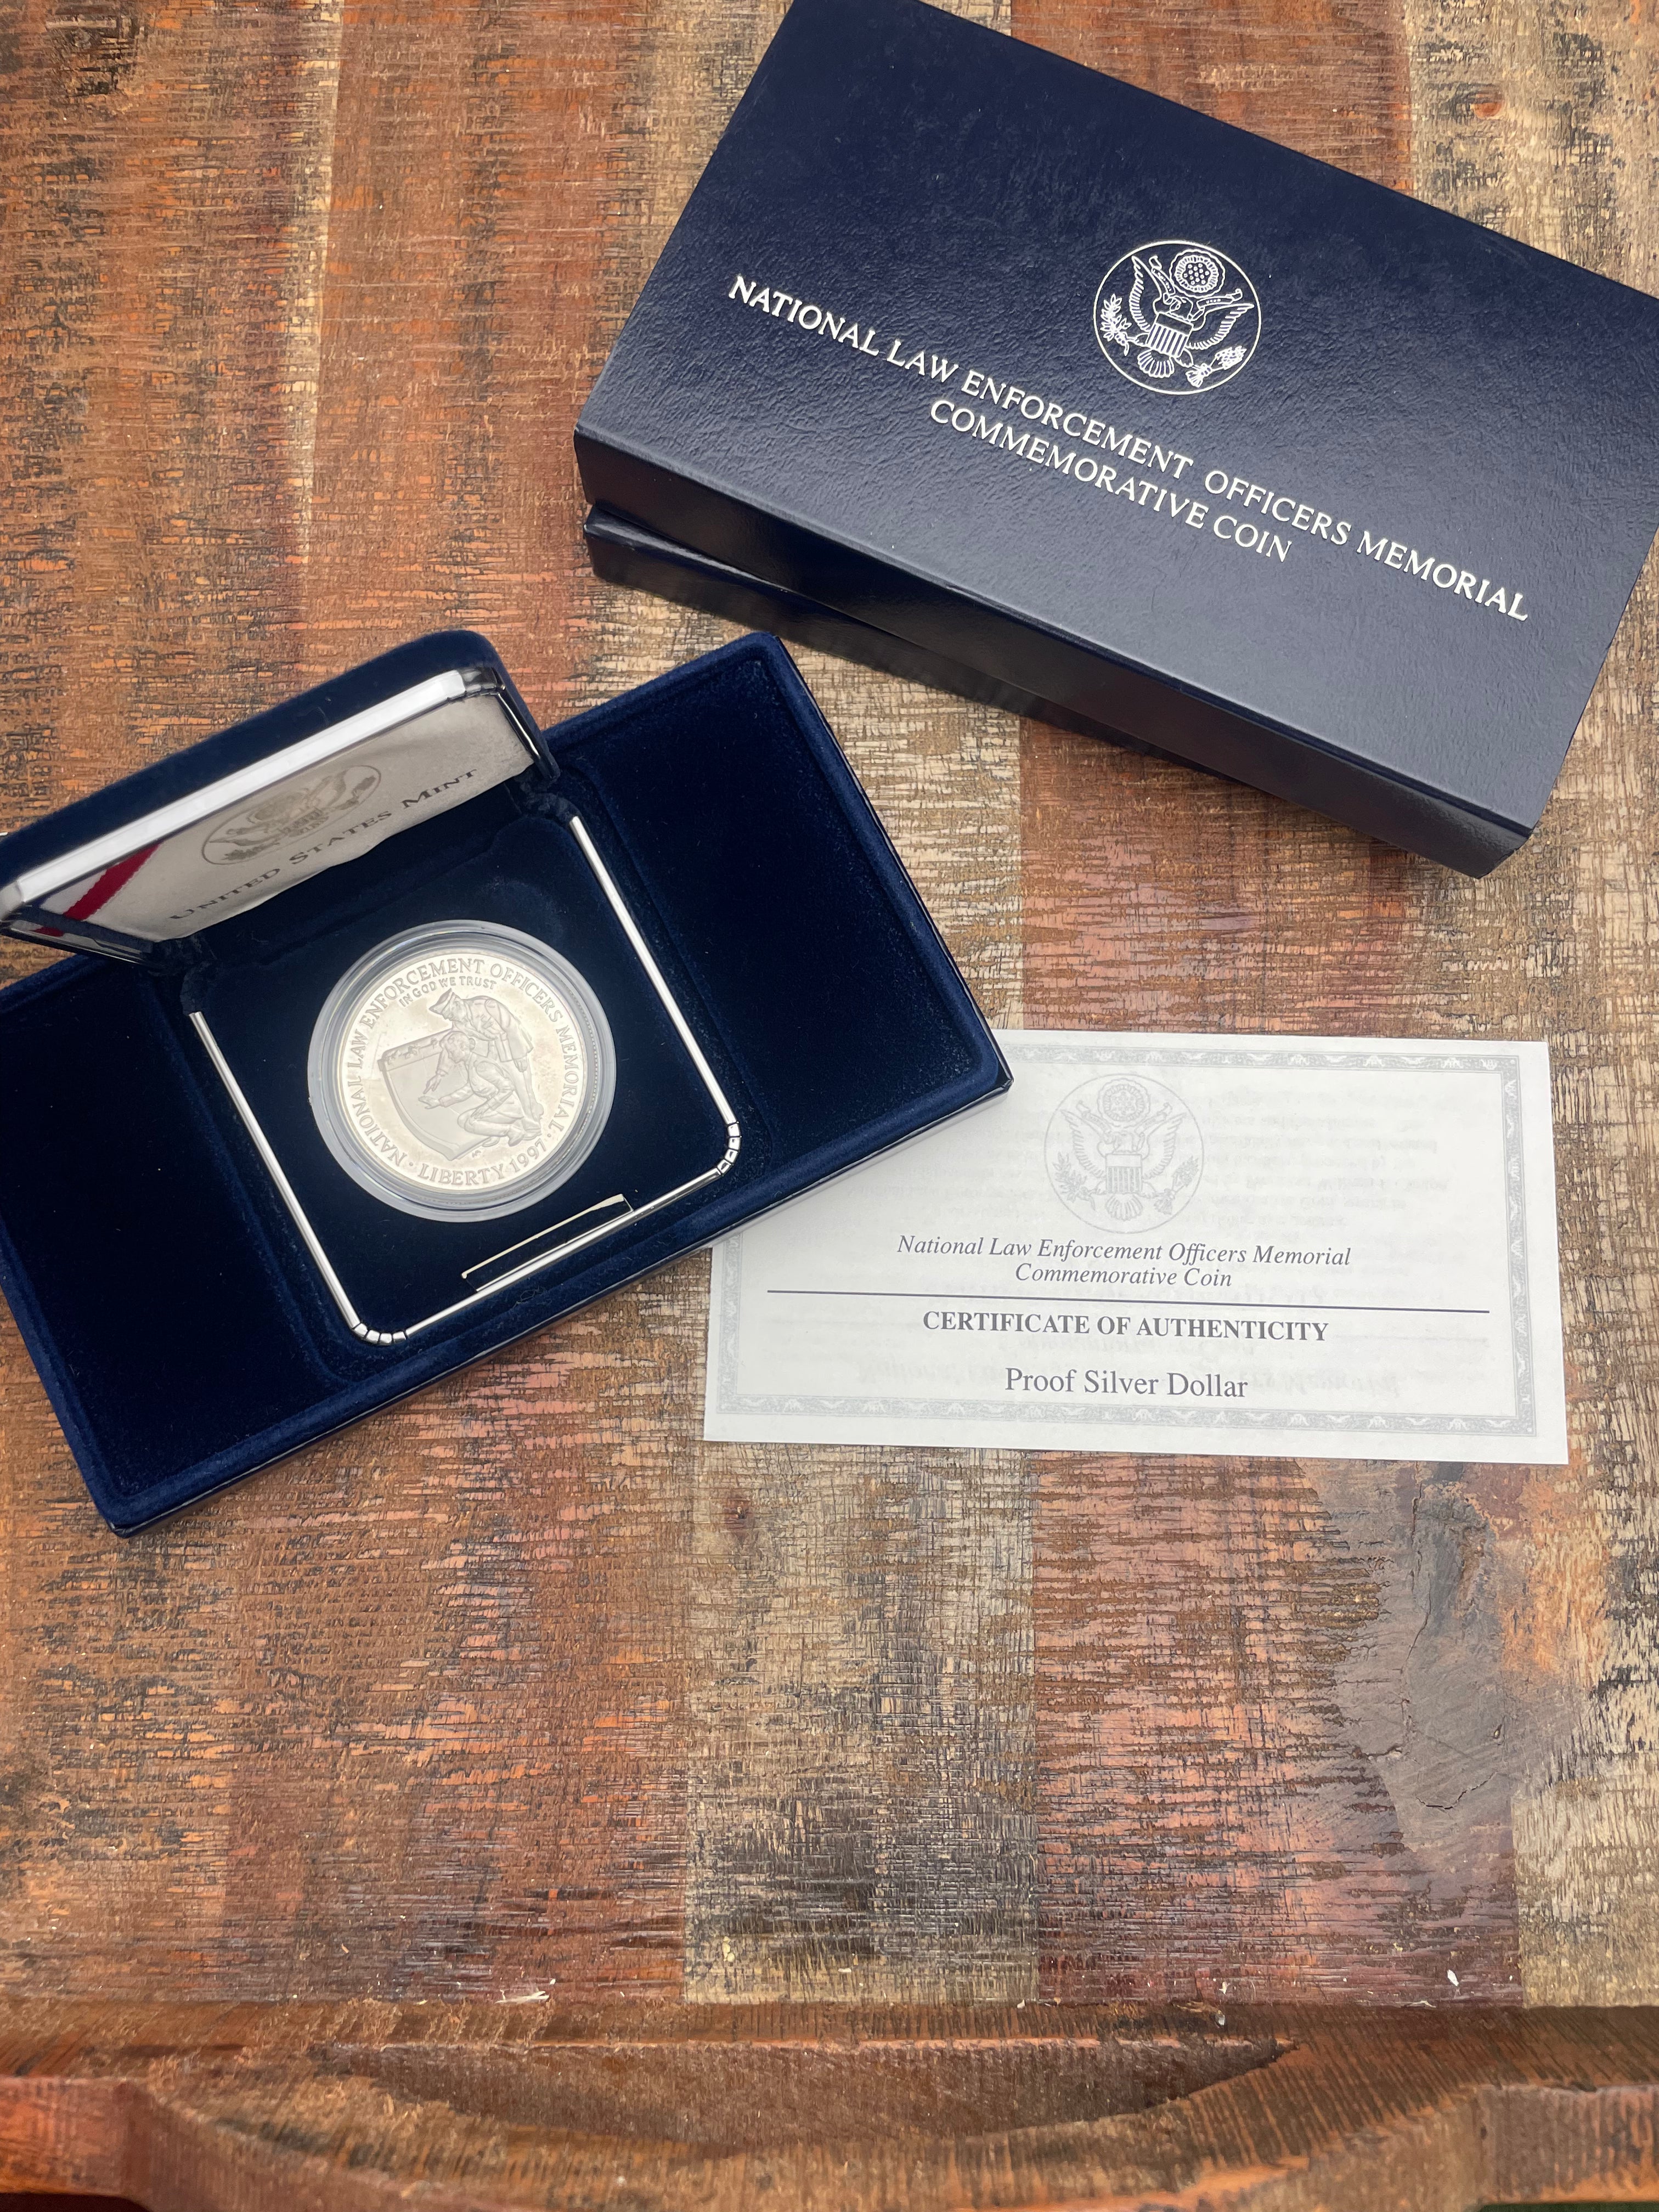 NATIONAL LAW ENFORCEMENT OFFICERS MEMORIAL
COMMEMORATIVE COIN
UNITED STATES MINT
NATIONAL LAW ENFORCEMENT OFFICERS MEMORIAL
IN GOD WE TRUST
· LIBERTY 1997 ·
National Law Enforcement Officers Memorial
Commemorative Coin
CERTIFICATE OF AUTHENTICITY
Proof Silver Dollar